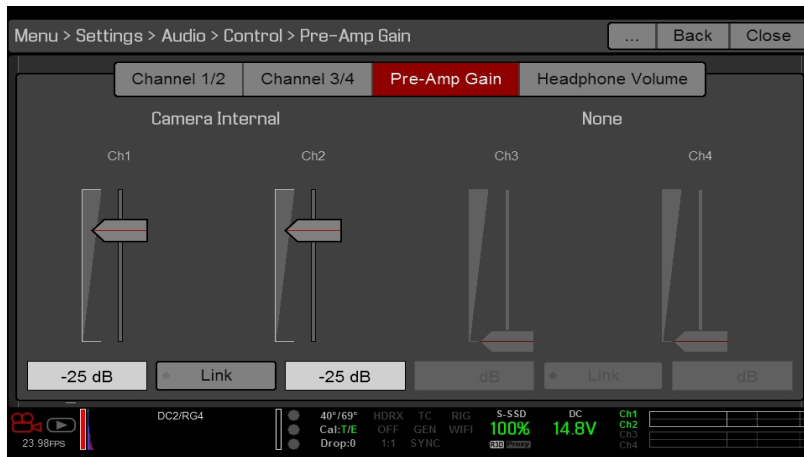 Menu > Settings > Audio > Control > Pre-Amp Gain ... Back Close
Channel 1/2 Channel 3/4 Pre-Amp Gain Headphone Volume
Camera Internal None
Ch1 Ch2 Ch3 Ch4
-25 dB Link -25 dB dB Link dB
DC2/RG4 40°/69° HDRX TC RIG S-SSD DC Ch1
Cal:T/E OFF GEN WIFI 100% 14.8V Ch2
23.98FPS Drop:0 1:1 SYNC R3D Proxy Ch3
Ch4